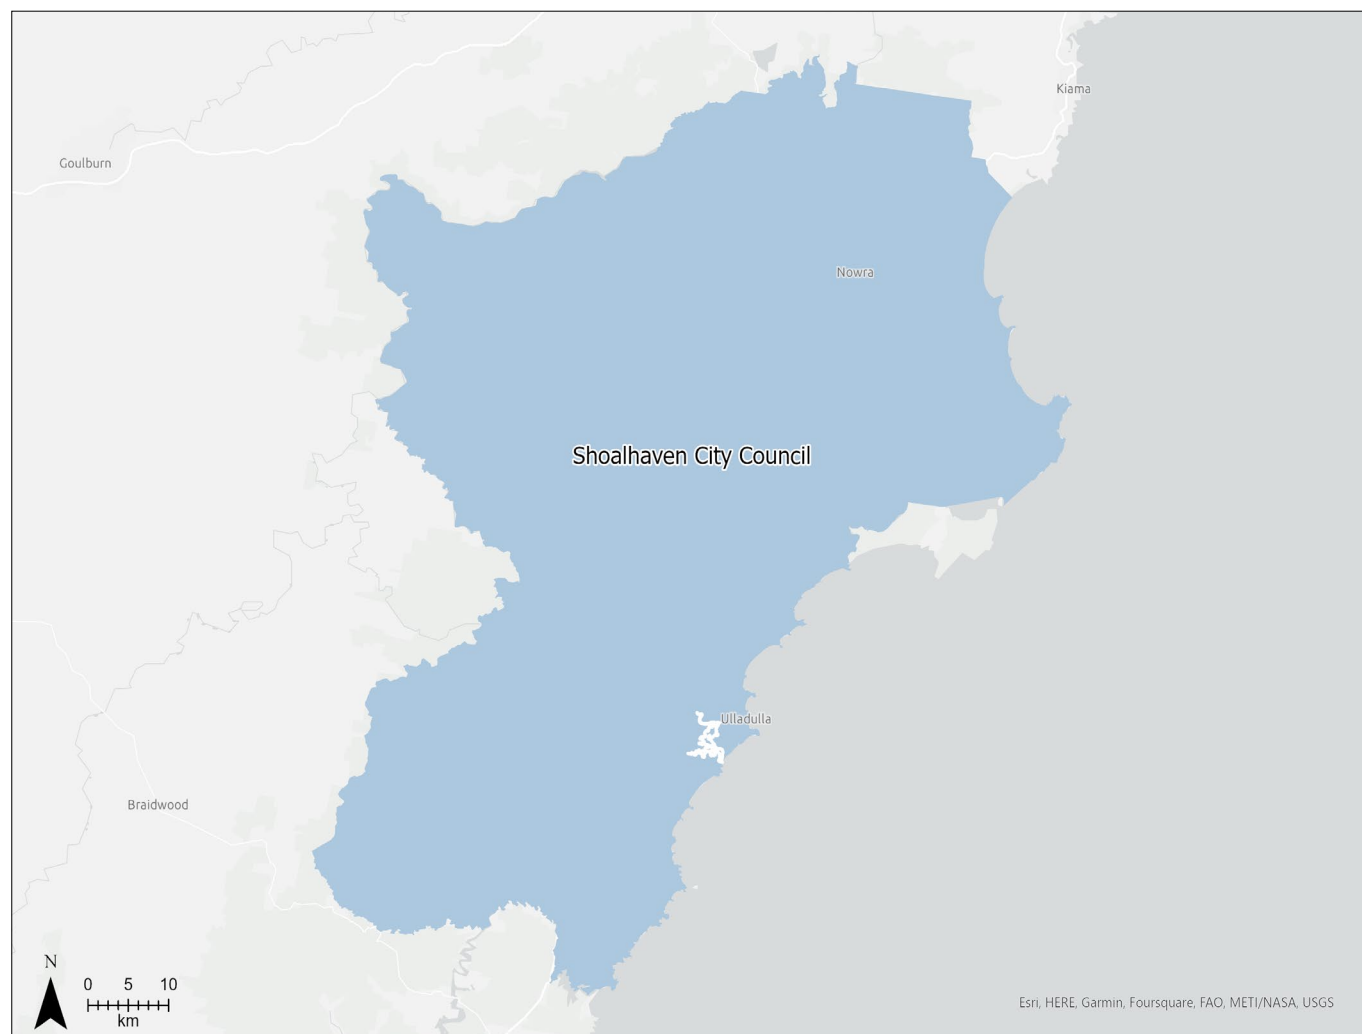 Kiama
Goulburn
Nowra
Shoalhaven City Council
Ulladulla
Braidwood
N
0 5 10
km
Esri, HERE, Garmin, Foursquare, FAO, METI/NASA, USGS